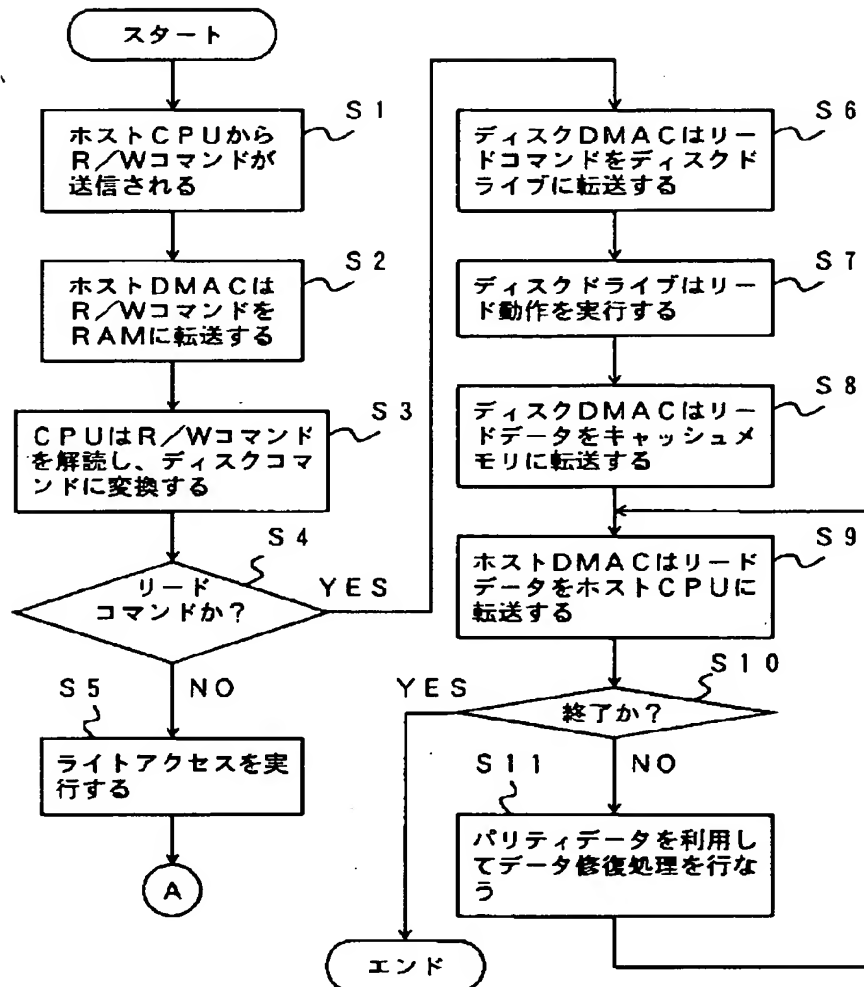 スタート
S1
ホストCPUから
R/Wコマンドが
送信される
S2
ホストDMACは
R/Wコマンドを
RAMに転送する
S3
CPUはR/Wコマンド
を解読し、ディスクコマ
ンドに変換する
S4
リード
コマンドか?
YES
NO
S5
ライトアクセスを実
行する
A
S6
ディスクDMACはリー
ドコマンドをディスクド
ライブに転送する
S7
ディスクドライブはリー
ド動作を実行する
S8
ディスクDMACはリー
ドデータをキャッシュメ
モリに転送する
S9
ホストDMACはリード
データをホストCPUに
転送する
S10
終了か?
YES
NO
S11
パリティデータを利用し
てデータ修復処理を行な
う
エンド